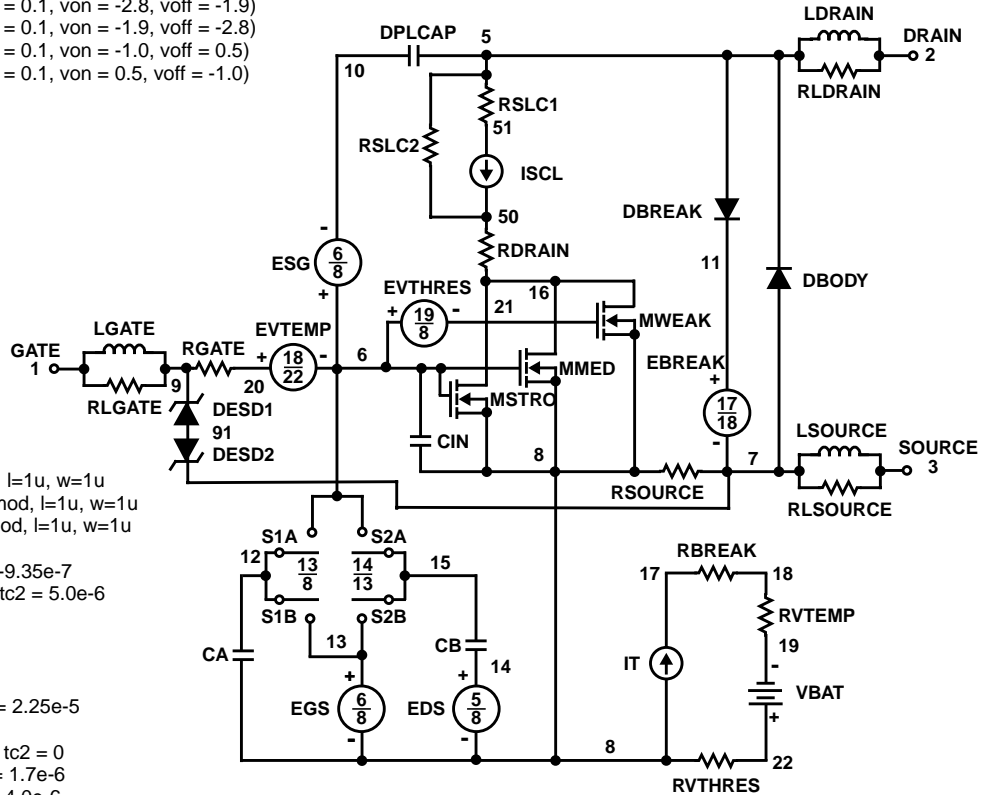 = 0.1, von = -2.8, voff = -1.9)
= 0.1, von = -1.9, voff = -2.8)
= 0.1, von = -1.0, voff = 0.5)
= 0.1, von = 0.5, voff = -1.0)
LDRAIN
DPLCAP
5
DRAIN
2
10
RLDRAIN
RSLC1
51
RSLC2
ISCL
DBREAK
50
-
RDRAIN
11
ESG
6
8
DBODY
+
EVTHRES
16
21
+
19
8
-
MWEAK
LGATE
EVTEMP
GATE
1
RGATE
+
18
22
-
6
MMED
EBREAK
+
9
20
MSTRO
RLGATE
DESD1
17
18
91
CIN
-
LSOURCE
DESD2
8
7
SOURCE
3
RSOURCE
RLSOURCE
l=1u, w=1u
nod, l=1u, w=1u
od, l=1u, w=1u
S1A
S2A
12
13
8
14
13
15
RBREAK
-9.35e-7
tc2 = 5.0e-6
17
18
S1B
S2B
RVTEMP
13
CB
19
CA
IT
-
14
+
+
VBAT
= 2.25e-5
EGS
6
8
EDS
5
8
+
-
-
tc2 = 0
8
22
= 1.7e-6
RVTHRES